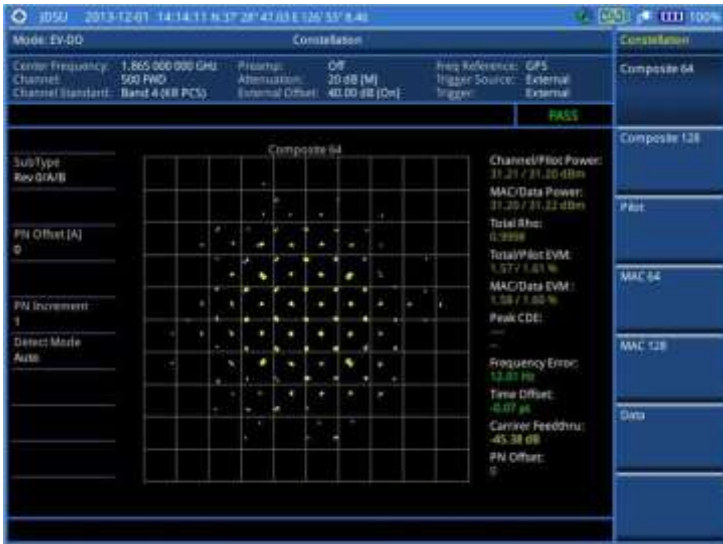 JDSU 2013-12-01 14:14:11 N 37° 28' 47.03 E 126° 55' 8.40 100%
Mode: EV-DO Constellation Constellation
Center Frequency: 1.865 000 000 GHz Preamp: Off Freq Reference: GPS
Channel: 500 FWD Attenuation: 20 dB [M] Trigger Source: External
Channel Standard: Band 4 (KR PCS) External Offset: 40.00 dB [On] Trigger: External
PASS
Composite 64
Composite 128
Pilot
MAC 64
MAC 128
Data
Composite 64
SubType
Rev 0/A/B
PN Offset [A]
0
PN Increment
1
Detect Mode
Auto
Channel/Pilot Power:
31.21 / 31.20 dBm
MAC/Data Power:
31.20 / 31.22 dBm
Total Rho:
0.9998
Total/Pilot EVM:
1.57 / 1.61 %
MAC/Data EVM:
1.58 / 1.60 %
Peak CDE:
----
--
Frequency Error:
12.01 Hz
Time Offset:
-0.07 µs
Carrirer Feedthru:
-45.38 dB
PN Offset: